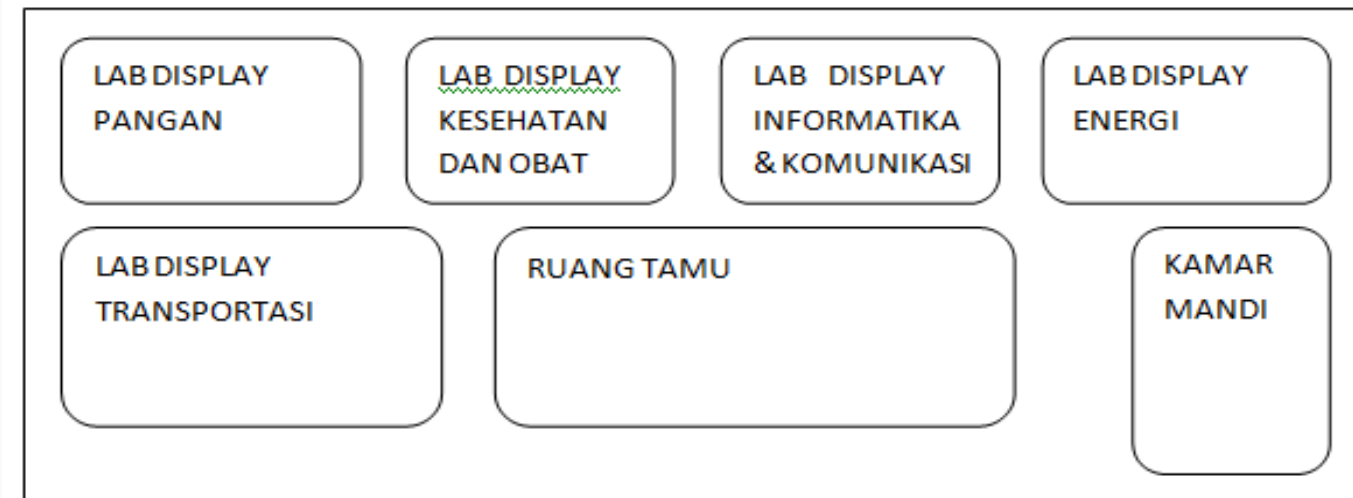 LAB DISPLAY
PANGAN
LAB DISPLAY
KESEHATAN
DAN OBAT
LAB DISPLAY
INFORMATIKA
& KOMUNIKASI
LAB DISPLAY
ENERGI
LAB DISPLAY
TRANSPORTASI
RUANG TAMU
KAMAR
MANDI